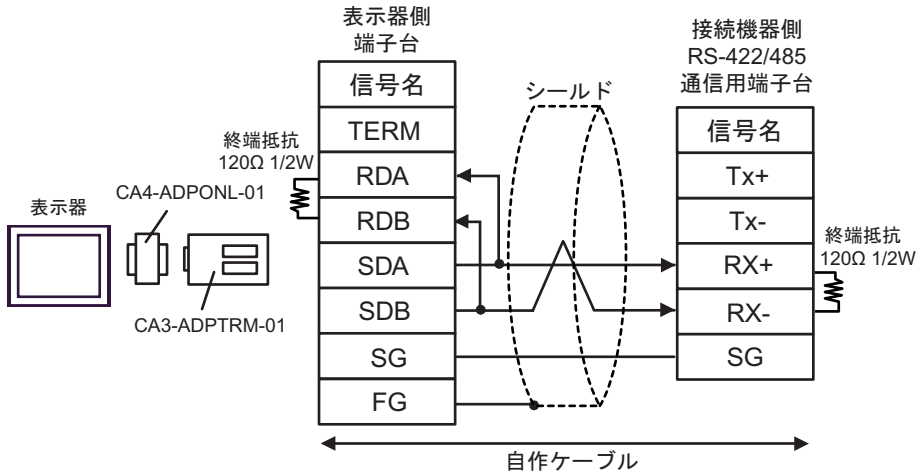 表示器側
端子台
信号名
TERM
RDA
RDB
SDA
SDB
SG
FG
終端抵抗
120Ω 1/2W
CA4-ADPONL-01
表示器
CA3-ADPTRM-01
シールド
接続機器側
RS-422/485
通信用端子台
信号名
Tx+
Tx-
RX+
RX-
SG
終端抵抗
120Ω 1/2W
自作ケーブル